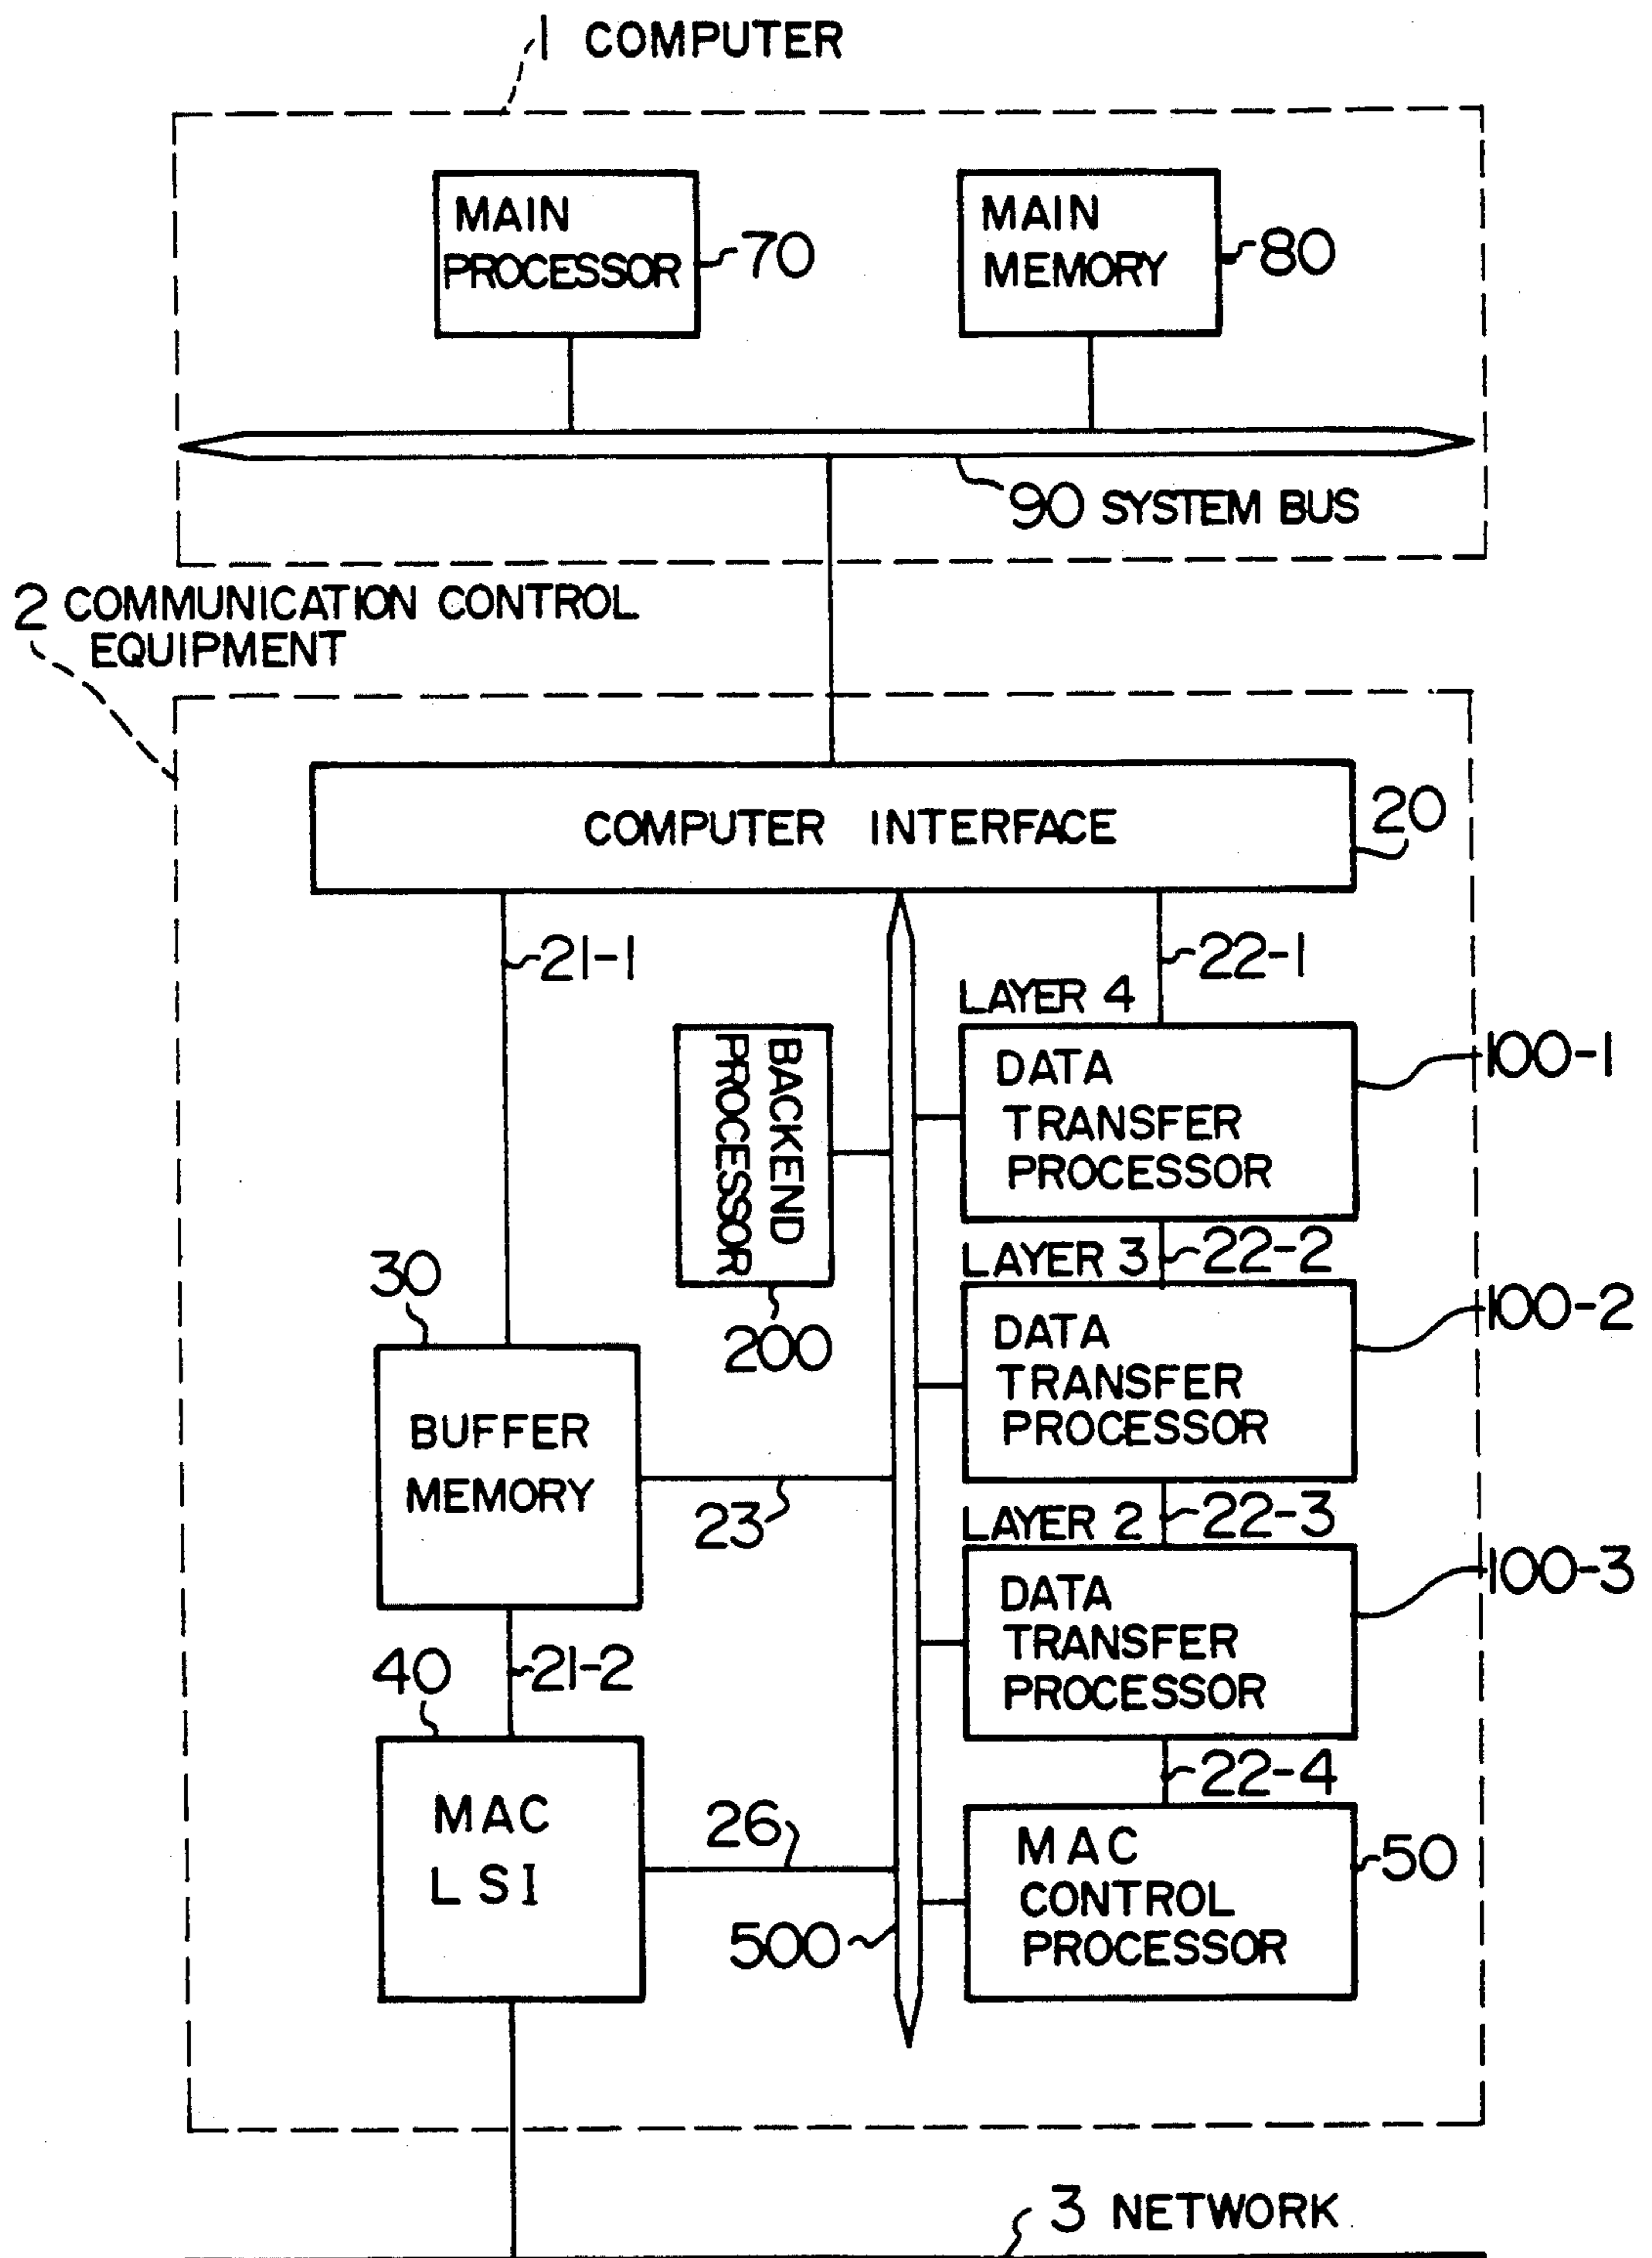 1 COMPUTER
MAIN
PROCESSOR
70
MAIN
MEMORY
80
90 SYSTEM BUS
2 COMMUNICATION CONTROL
EQUIPMENT
COMPUTER INTERFACE
20
21-1
22-1
LAYER 4
DATA
TRANSFER
PROCESSOR
100-1
BACKEND
PROCESSOR
200
22-2
LAYER 3
DATA
TRANSFER
PROCESSOR
100-2
30
BUFFER
MEMORY
23
22-3
LAYER 2
DATA
TRANSFER
PROCESSOR
100-3
21-2
40
MAC
LSI
26
500
22-4
MAC
CONTROL
PROCESSOR
50
3 NETWORK